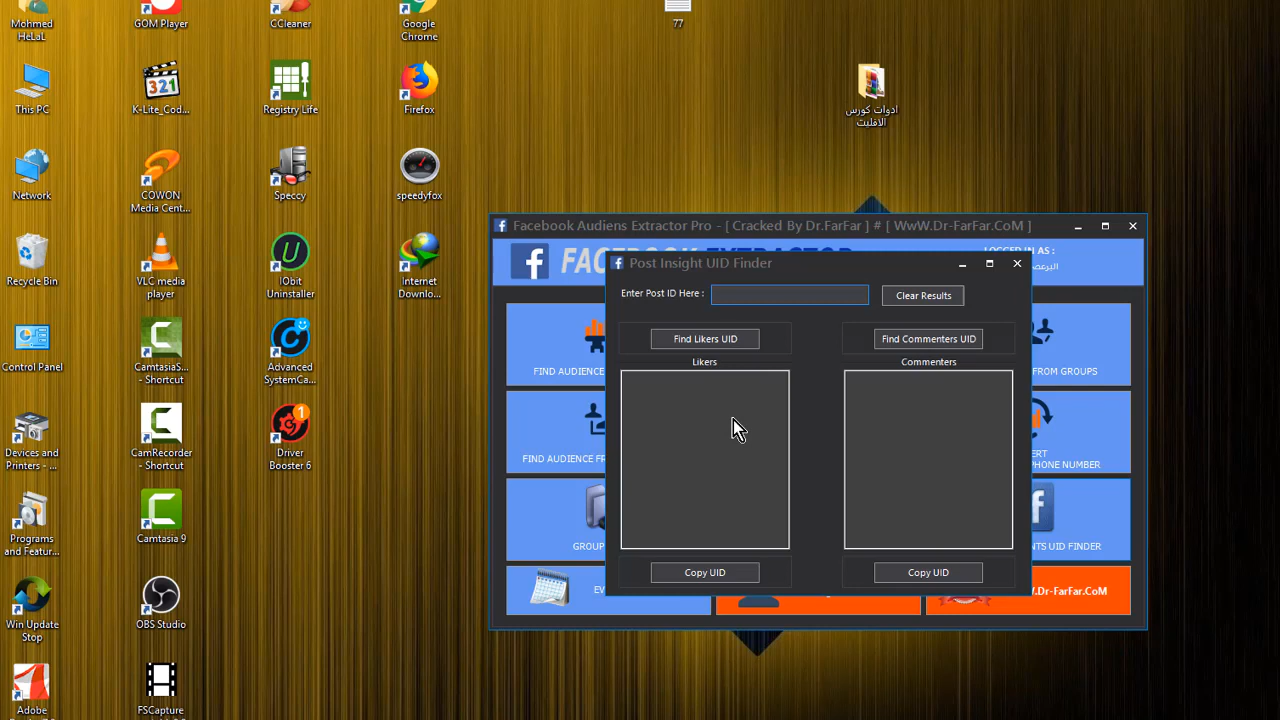 Mohmed
HeLaL
GOM Player
CCleaner
Google
Chrome
77
This PC
K-Lite_Cod...
Registry Life
Firefox
ادوات كورس
الافليت
Network
COWON
Media Cent...
Speccy
speedyfox
Recycle Bin
VLC media
player
IObit
Uninstaller
Internet
Downlo...
Control Panel
CamtasiaS...
- Shortcut
Advanced
SystemCa...
Devices and
Printers - ...
CamRecorder
- Shortcut
Driver
Booster 6
Programs
and Featur...
Camtasia 9
Win Update
Stop
OBS Studio
Adobe
FSCapture
Facebook Audiens Extractor Pro - [ Cracked By Dr.FarFar ] # [ WwW.Dr-FarFar.CoM ]
LOGGED IN AS :
Post Insight UID Finder
Enter Post ID Here :
Clear Results
Find Likers UID
Find Commenters UID
Likers
Commenters
Copy UID
Copy UID
FIND AUDIENCE
FROM GROUPS
FIND AUDIENCE FR
PHONE NUMBER
GROUP
UID FINDER
EV
.Dr-FarFar.CoM